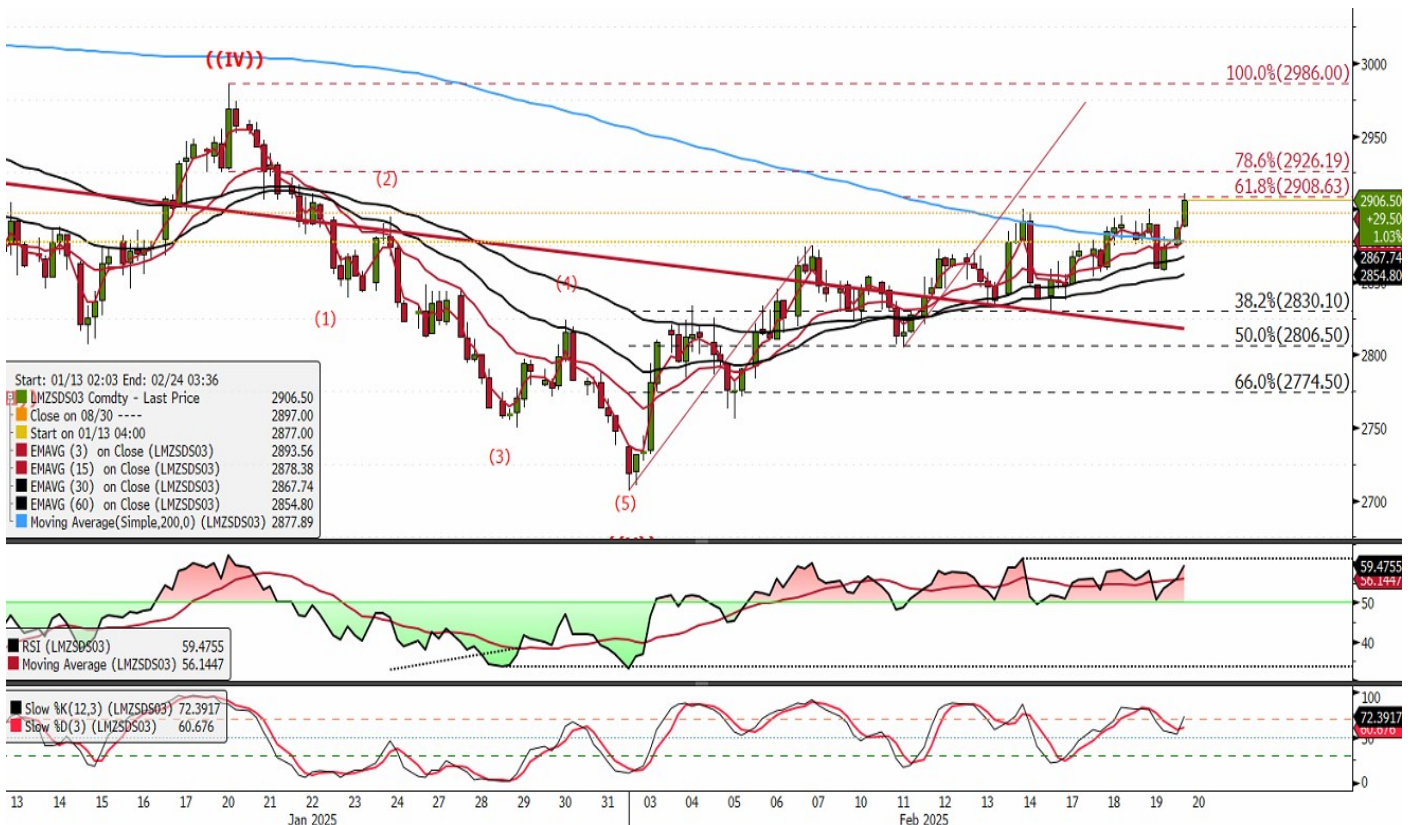 ((IV))
100.0%(2986.00)
78.6%(2926.19)
61.8%(2908.63)
(2)
(4)
(1)
(3)
(5)
38.2%(2830.10)
50.0%(2806.50)
66.0%(2774.50)
3000
2950
2906.50
+29.50
1.03%
2867.74
2854.80
2800
2750
2700
Start: 01/13 02:03 End: 02/24 03:36
LMZSDS03 Comdty - Last Price 2906.50
Close on 08/30 ---- 2897.00
Start on 01/13 04:00 2877.00
EMAVG (3) on Close (LMZSDS03) 2893.56
EMAVG (15) on Close (LMZSDS03) 2878.38
EMAVG (30) on Close (LMZSDS03) 2867.74
EMAVG (60) on Close (LMZSDS03) 2854.80
Moving Average(Simple,200,0) (LMZSDS03) 2877.89
59.4755
56.1447
50
40
RSI (LMZSDS03) 59.4755
Moving Average (LMZSDS03) 56.1447
Slow %K(12,3) (LMZSDS03) 72.3917
Slow %D(3) (LMZSDS03) 60.676
100
72.3917
60.676
50
0
13 14 15 16 17 20 21 22 23 24 27 28 29 30 31 03 04 05 06 07 10 11 12 13 14 17 18 19 20
Jan 2025 Feb 2025